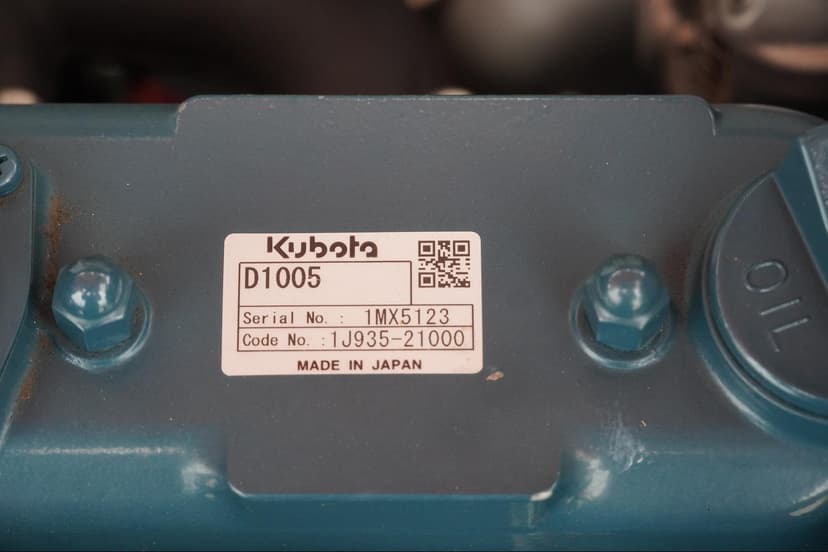 Kubota
D1005
Serial No. : 1MX5123
Code No. : 1J935-21000
MADE IN JAPAN
OIL